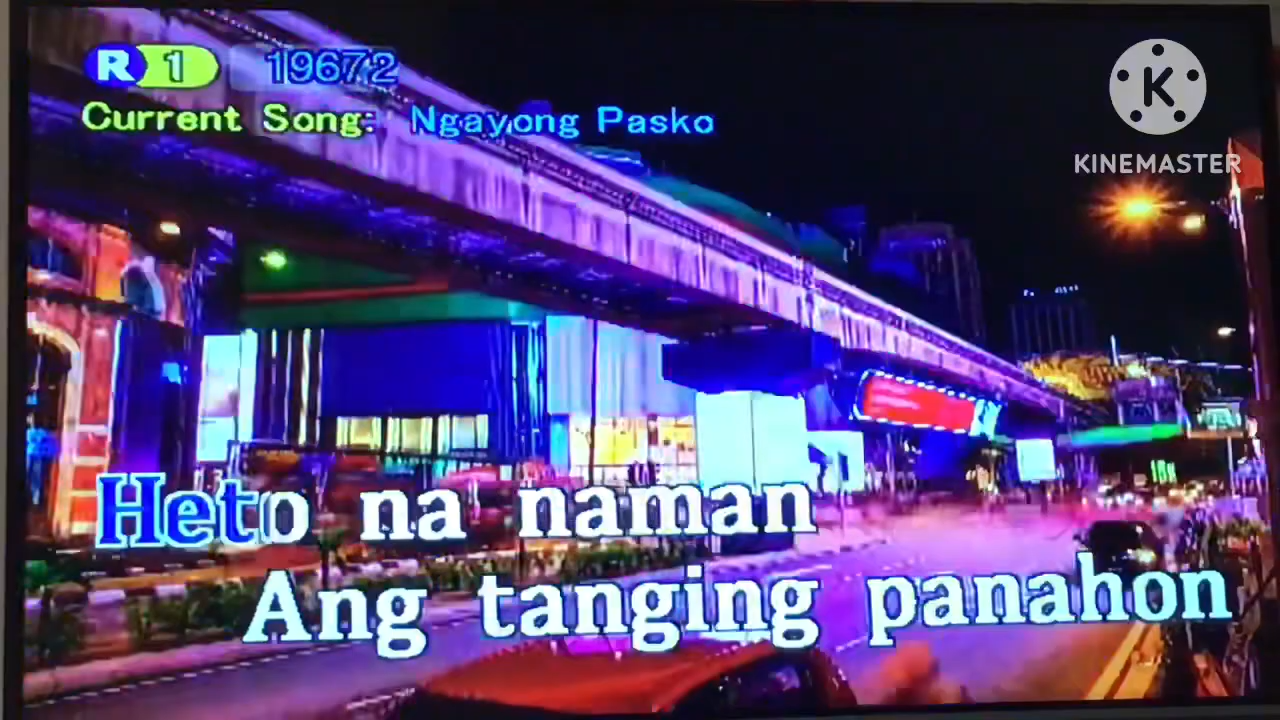 R 1 19672
Current Song: Ngayong Pasko
K
KINEMASTER
Heto na naman
Ang tanging panahon